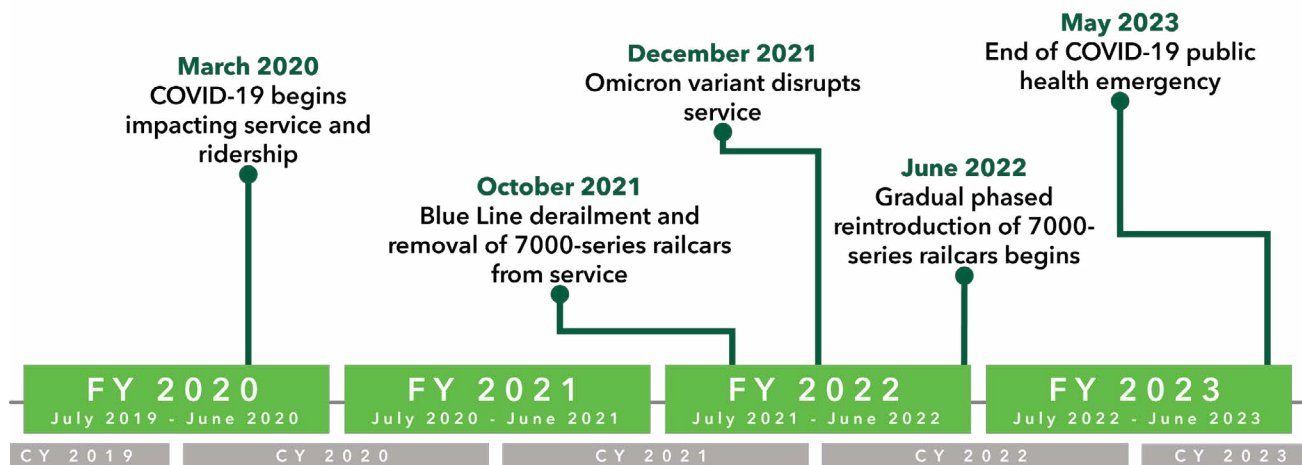 March 2020
COVID-19 begins
impacting service and
ridership
October 2021
Blue Line derailment and
removal of 7000-series railcars
from service
December 2021
Omicron variant disrupts
service
June 2022
Gradual phased
reintroduction of 7000-
series railcars begins
May 2023
End of COVID-19 public
health emergency
FY 2020
July 2019 - June 2020
FY 2021
July 2020 - June 2021
FY 2022
July 2021 - June 2022
FY 2023
July 2022 - June 2023
CY 2019
CY 2020
CY 2021
CY 2022
CY 2023